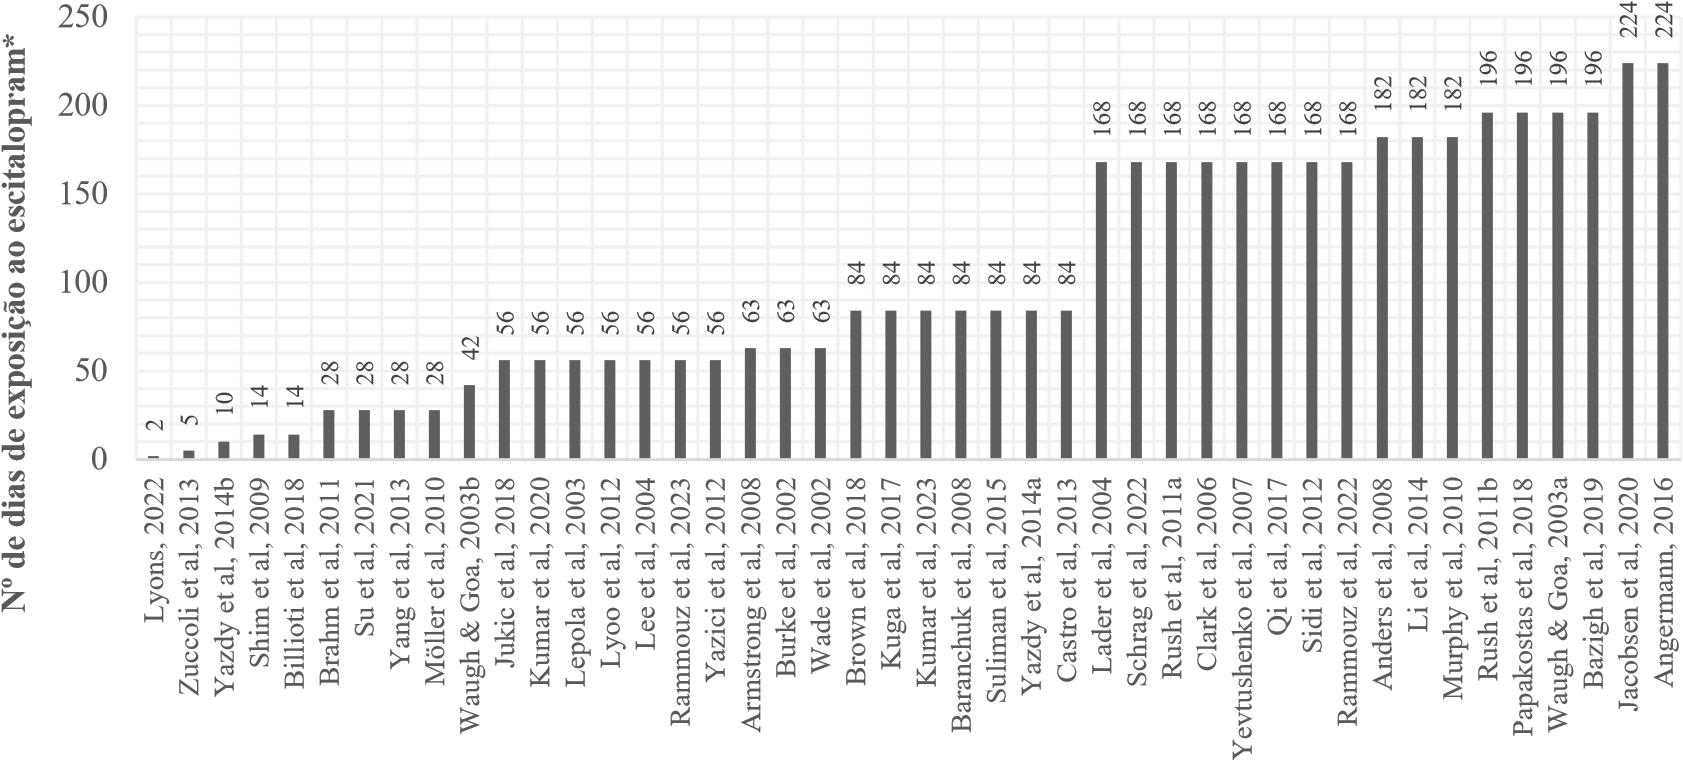 Nº de dias de exposição ao escitalopram*
250
200
150
100
50
0
2
5
10
14
14
28
28
28
28
42
56
56
56
56
56
56
56
63
63
63
84
84
84
84
84
84
84
168
168
168
168
168
168
168
168
182
182
182
196
196
196
196
224
224
Lyons, 2022
Zuccoli et al, 2013
Yazdy et al, 2014b
Shim et al, 2009
Billioti et al, 2018
Brahm et al, 2011
Su et al, 2021
Yang et al, 2013
Möller et al, 2010
Waugh & Goa, 2003b
Jukic et al, 2018
Kumar et al, 2020
Lepola et al, 2003
Lyoo et al, 2012
Lee et al, 2004
Rammouz et al, 2023
Yazici et al, 2012
Armstrong et al, 2008
Burke et al, 2002
Wade et al, 2002
Brown et al, 2018
Kuga et al, 2017
Kumar et al, 2023
Baranchuk et al, 2008
Suliman et al, 2015
Yazdy et al, 2014a
Castro et al, 2013
Lader et al, 2004
Schrag et al, 2022
Rush et al, 2011a
Clark et al, 2006
Yevtushenko et al, 2007
Qi et al, 2017
Sidi et al, 2012
Rammouz et al, 2022
Anders et al, 2008
Li et al, 2014
Murphy et al, 2010
Rush et al, 2011b
Papakostas et al, 2018
Waugh & Goa, 2003a
Bazigh et al, 2019
Jacobsen et al, 2020
Angermann, 2016